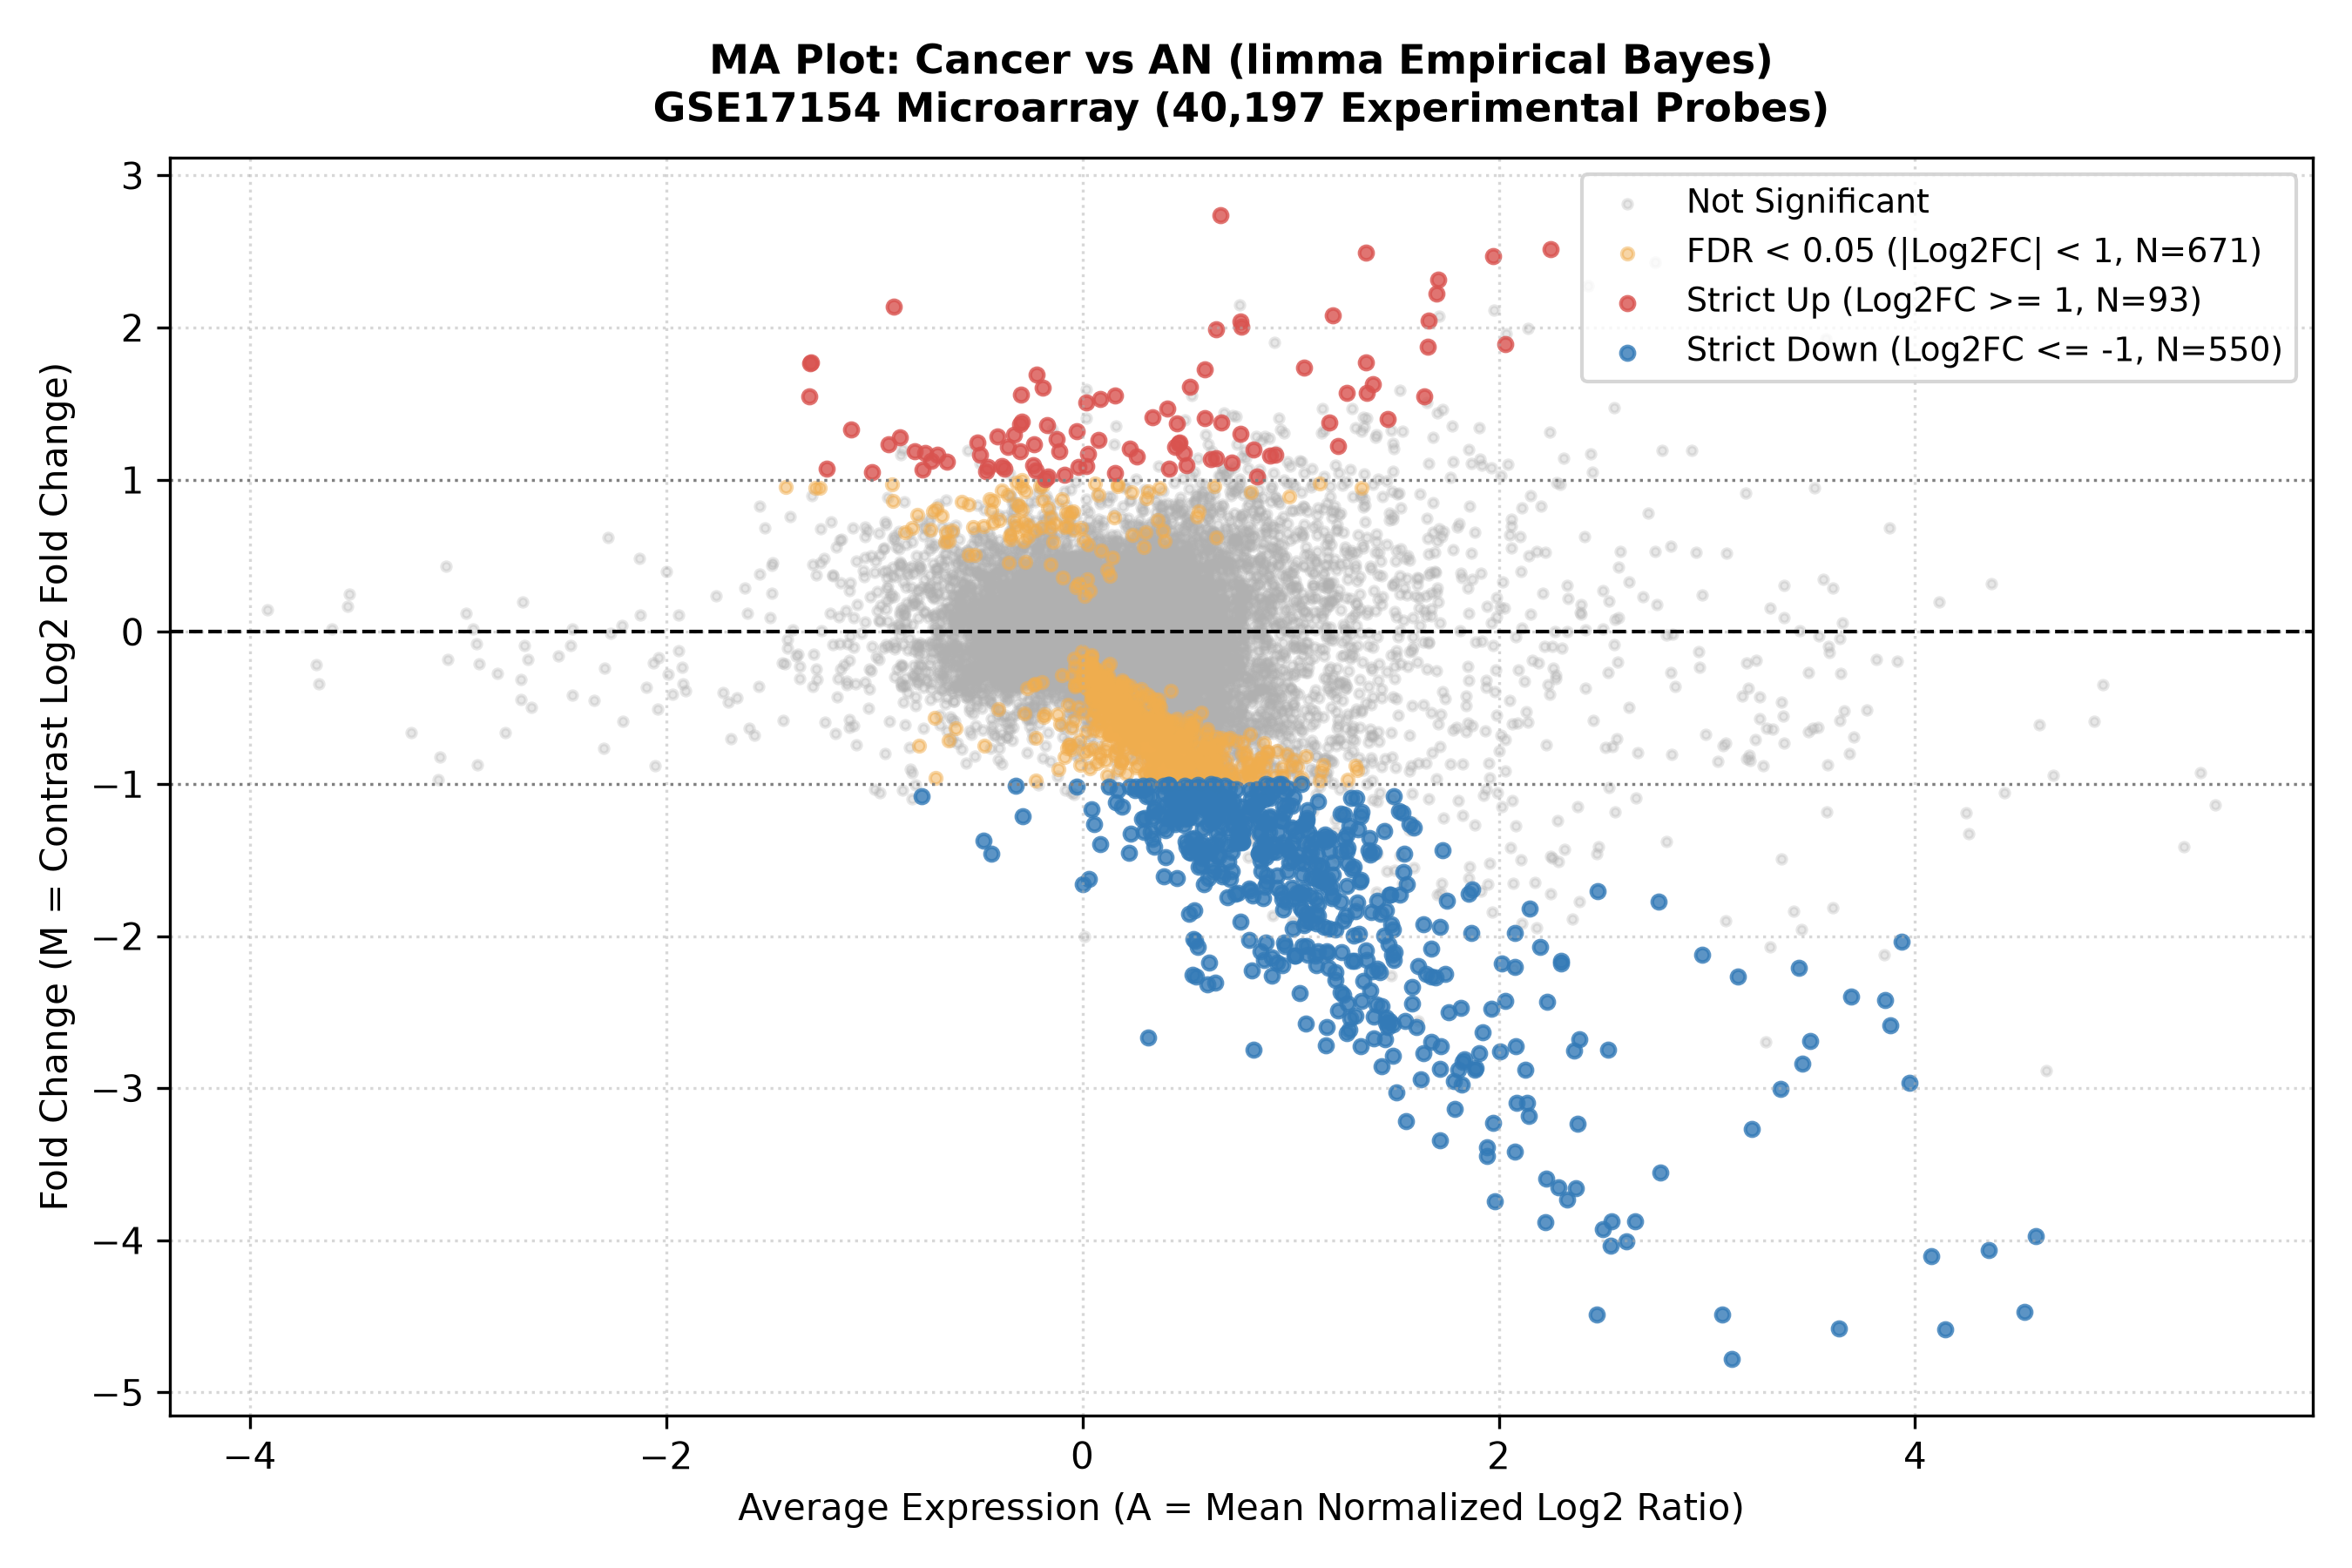 MA Plot: Cancer vs AN (limma Empirical Bayes)
GSE17154 Microarray (40,197 Experimental Probes)
Fold Change (M = Contrast Log2 Fold Change)
3
2
1
0
−1
−2
−3
−4
−5
Not Significant
FDR < 0.05 (|Log2FC| < 1, N=671)
Strict Up (Log2FC >= 1, N=93)
Strict Down (Log2FC <= -1, N=550)
−4
−2
0
2
4
Average Expression (A = Mean Normalized Log2 Ratio)